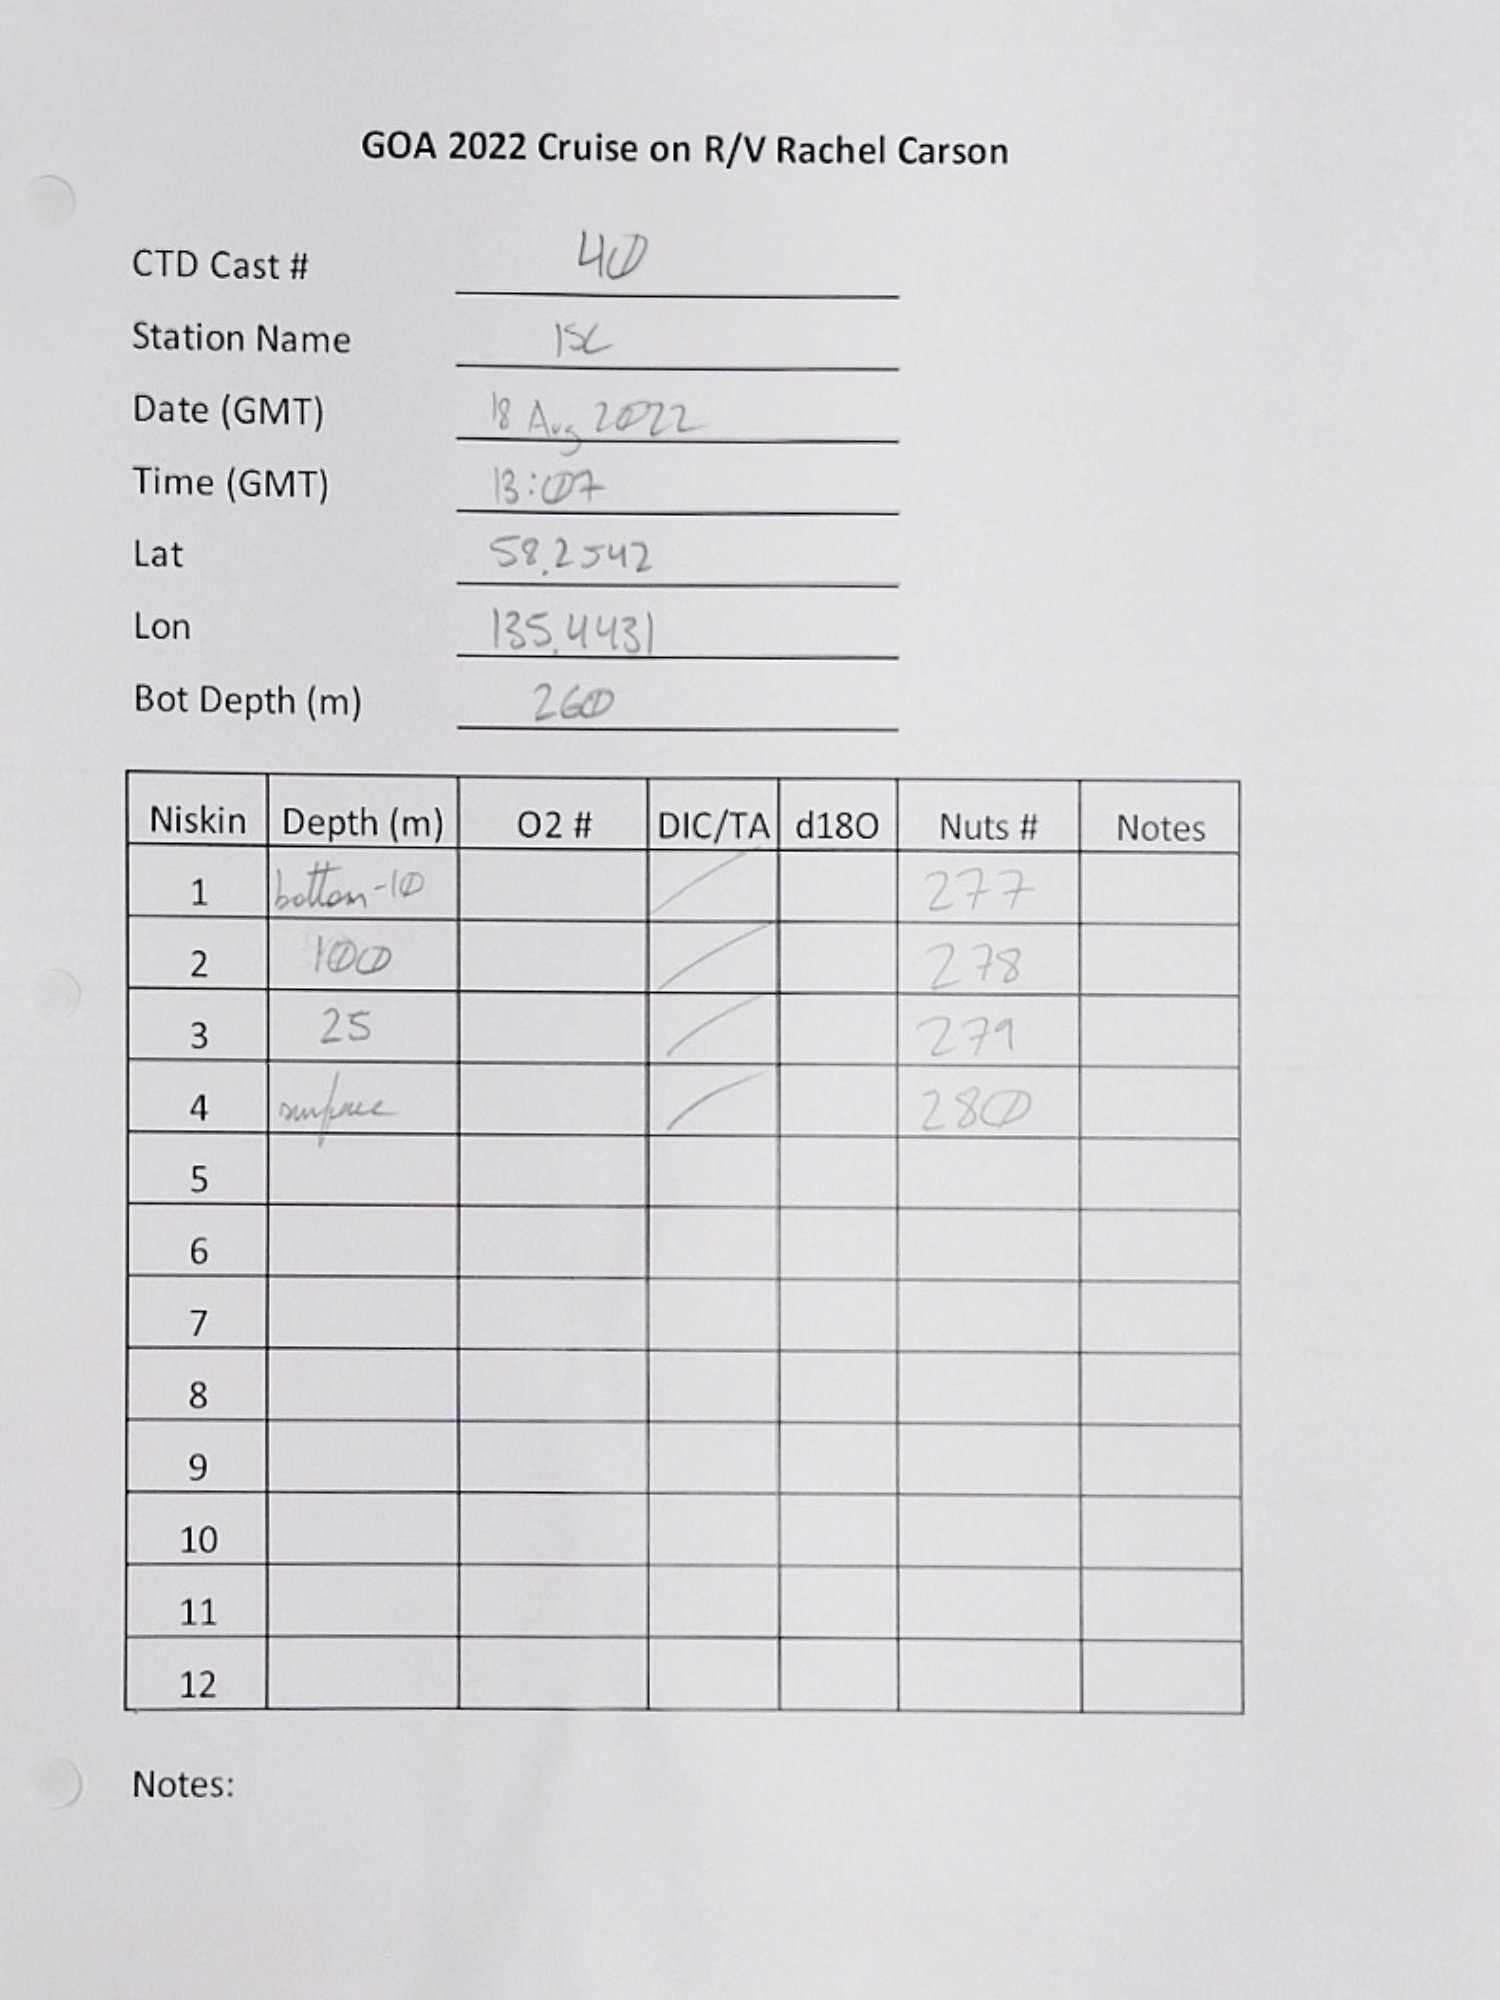 GOA 2022 Cruise on R/V Rachel Carson
CTD Cast # 40
Station Name ISC
Date (GMT) 18 Aug 2022
Time (GMT) 13:07
Lat 58.2542
Lon 135.4431
Bot Depth (m) 260
Niskin Depth (m) O2 # DIC/TA d18O Nuts # Notes
1 bottom-10 / 277
2 100 / 278
3 25 / 279
4 surface / 280
5
6
7
8
9
10
11
12
Notes: